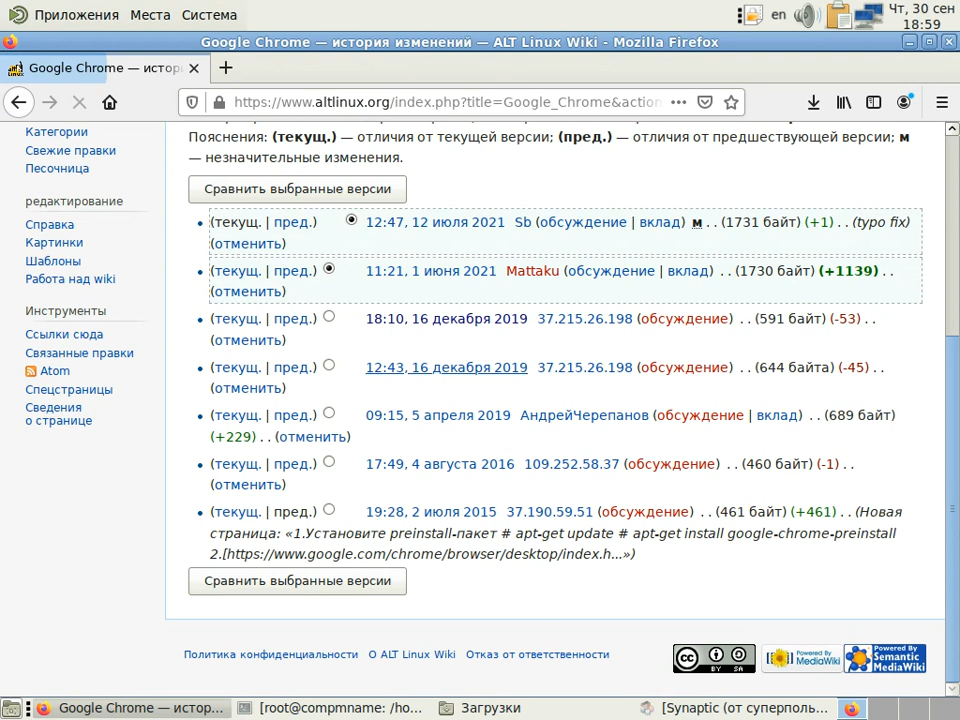 Приложения Места Система
en
Чт, 30 сен
18:59
Google Chrome — история изменений — ALT Linux Wiki - Mozilla Firefox
Google Chrome — истор
https://www.altlinux.org/index.php?title=Google_Chrome&action
Категории
Свежие правки
Песочница
редактирование
Справка
Картинки
Шаблоны
Работа над wiki
Инструменты
Ссылки сюда
Связанные правки
Atom
Спецстраницы
Сведения
о странице
Пояснения: (текущ.) — отличия от текущей версии; (пред.) — отличия от предшествующей версии; м
— незначительные изменения.
Сравнить выбранные версии
(текущ. | пред.) 12:47, 12 июля 2021 Sb (обсуждение | вклад) м . . (1731 байт) (+1) . . (typo fix)
(отменить)
(текущ. | пред.) 11:21, 1 июня 2021 Mattaku (обсуждение | вклад) . . (1730 байт) (+1139) . .
(отменить)
(текущ. | пред.) 18:10, 16 декабря 2019 37.215.26.198 (обсуждение) . . (591 байт) (-53) . .
(отменить)
(текущ. | пред.) 12:43, 16 декабря 2019 37.215.26.198 (обсуждение) . . (644 байта) (-45) . .
(отменить)
(текущ. | пред.) 09:15, 5 апреля 2019 АндрейЧерепанов (обсуждение | вклад) . . (689 байт)
(+229) . . (отменить)
(текущ. | пред.) 17:49, 4 августа 2016 109.252.58.37 (обсуждение) . . (460 байт) (-1) . .
(отменить)
(текущ. | пред.) 19:28, 2 июля 2015 37.190.59.51 (обсуждение) . . (461 байт) (+461) . . (Новая
страница: «1.Установите preinstall-пакет # apt-get update # apt-get install google-chrome-preinstall
2.[https://www.google.com/chrome/browser/desktop/index.h...»)
Сравнить выбранные версии
Политика конфиденциальности О ALT Linux Wiki Отказ от ответственности
CC BY SA
Powered By MediaWiki
Powered By Semantic MediaWiki
Google Chrome — истор...
[root@compmname: /ho...
Загрузки
[Synaptic (от суперполь...